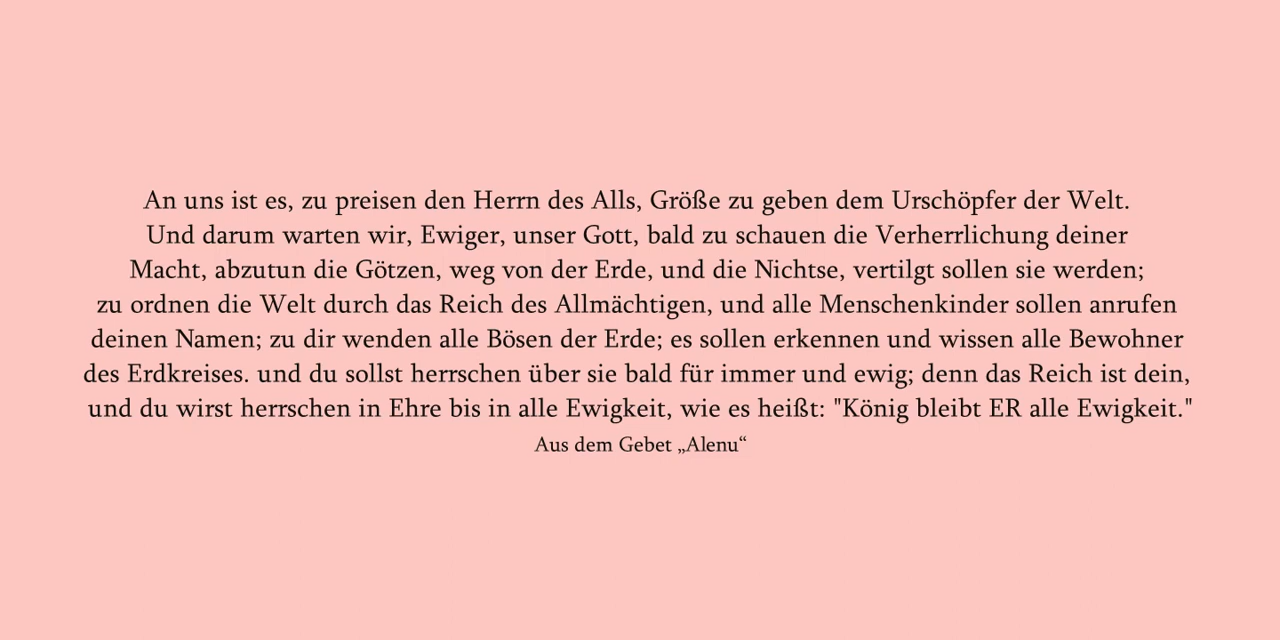 An uns ist es, zu preisen den Herrn des Alls, Größe zu geben dem Urschöpfer der Welt.
Und darum warten wir, Ewiger, unser Gott, bald zu schauen die Verherrlichung deiner
Macht, abzutun die Götzen, weg von der Erde, und die Nichtse, vertilgt sollen sie werden;
zu ordnen die Welt durch das Reich des Allmächtigen, und alle Menschenkinder sollen anrufen
deinen Namen; zu dir wenden alle Bösen der Erde; es sollen erkennen und wissen alle Bewohner
des Erdkreises. und du sollst herrschen über sie bald für immer und ewig; denn das Reich ist dein,
und du wirst herrschen in Ehre bis in alle Ewigkeit, wie es heißt: "König bleibt ER alle Ewigkeit."
Aus dem Gebet „Alenu“